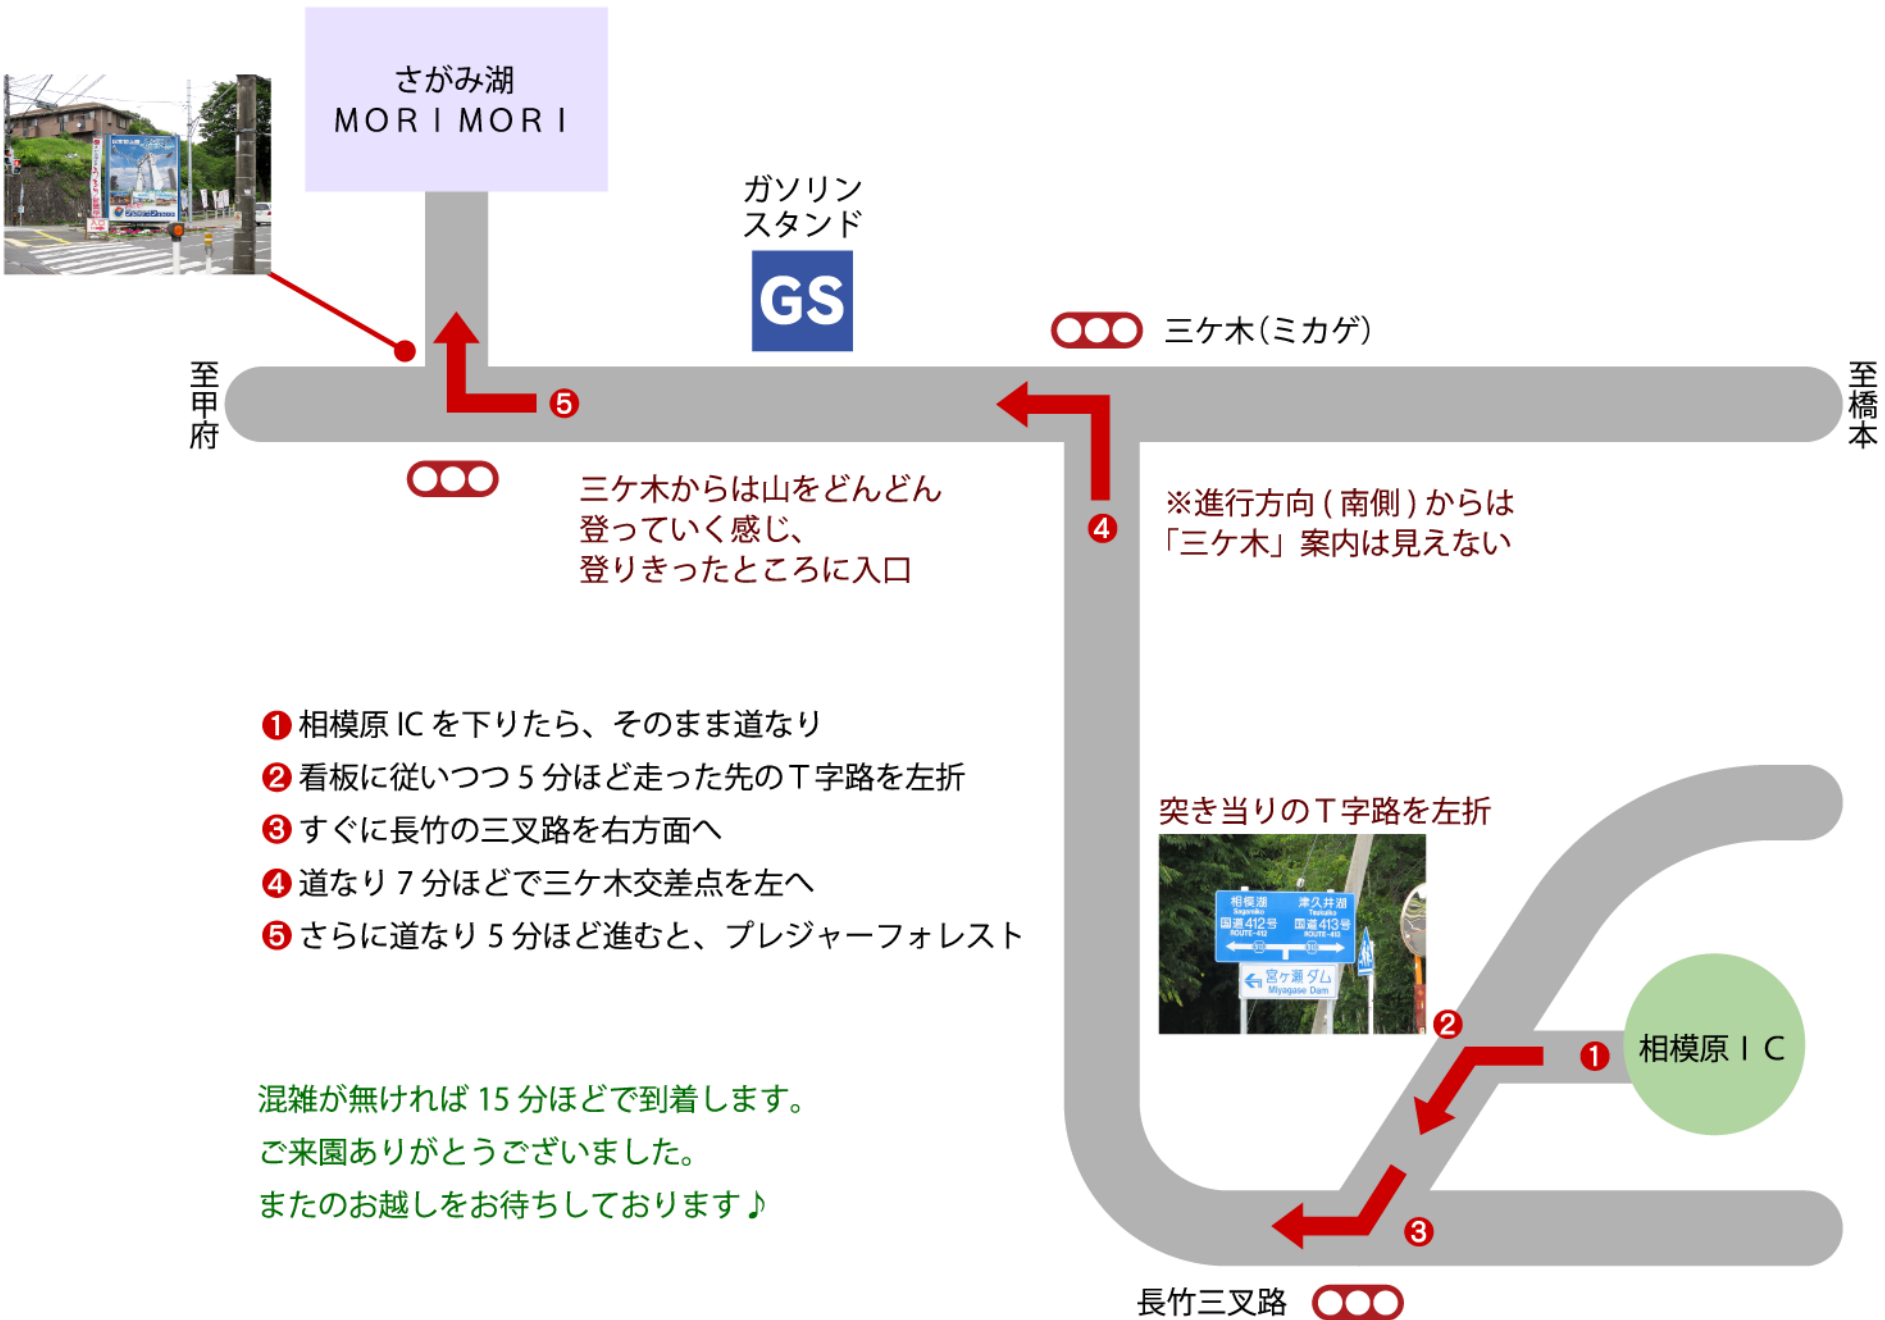 さがみ湖
ＭＯＲＩ ＭＯＲＩ
ガソリン
スタンド
GS
三ケ木（ミカゲ）
至甲府
至橋本
❺
三ケ木からは山をどんどん
登っていく感じ、
登りきったところに入口
❹
※進行方向 ( 南側 ) からは
「三ケ木」案内は見えない
❶ 相模原 IC を下りたら、そのまま道なり
❷ 看板に従いつつ 5 分ほど走った先のＴ字路を左折
❸ すぐに長竹の三叉路を右方面へ
❹ 道なり 7 分ほどで三ケ木交差点を左へ
❺ さらに道なり 5 分ほど進むと、プレジャーフォレスト
突き当りのＴ字路を左折
相模湖 津久井湖
Sagamiko Tsukuiko
国道412号 国道413号
ROUTE-412 ROUTE-413
宮ヶ瀬ダム
Miyagase Dam
❷
❶
相模原ＩＣ
混雑が無ければ 15 分ほどで到着します。
ご来園ありがとうございました。
またのお越しをお待ちしております♪
❸
長竹三叉路